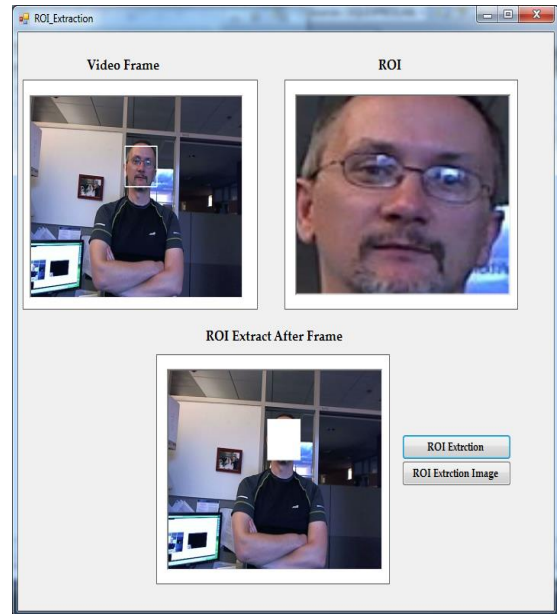 ROI_Extraction
Video Frame
ROI
ROI Extract After Frame
ROI Extrction
ROI Extrction Image